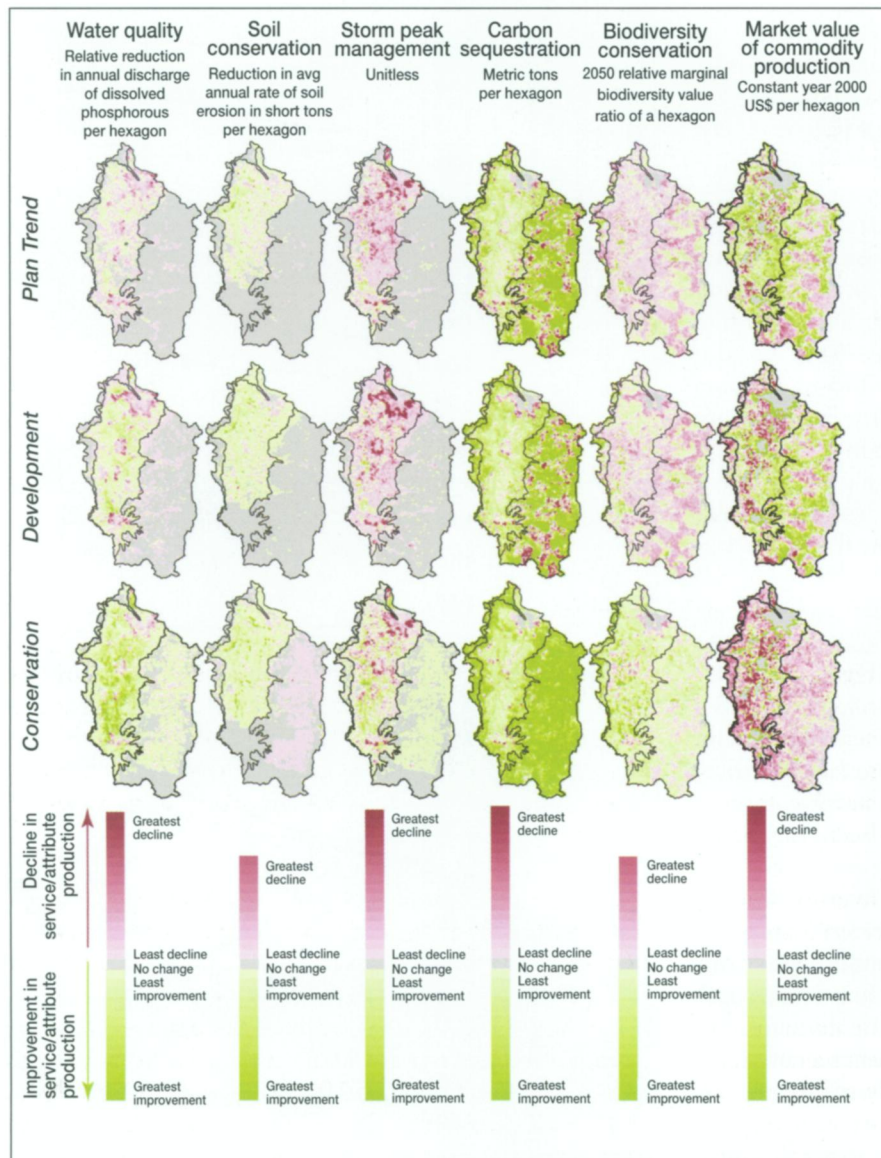 Water quality
Relative reduction
in annual discharge
of dissolved
phosphorous
per hexagon
Soil
conservation
Reduction in avg
annual rate of soil
erosion in short tons
per hexagon
Storm peak
management
Unitless
Carbon
sequestration
Metric tons
per hexagon
Biodiversity
conservation
2050 relative marginal
biodiversity value
ratio of a hexagon
Market value
of commodity
production
Constant year 2000
US$ per hexagon
Plan Trend
Development
Conservation
Decline in
service/attribute
production
Improvement in
service/attribute
production
Greatest
decline
Least decline
No change
Least
improvement
Greatest
improvement
Greatest
decline
Least decline
No change
Least
improvement
Greatest
improvement
Greatest
decline
Least decline
No change
Least
improvement
Greatest
improvement
Greatest
decline
Least decline
No change
Least
improvement
Greatest
improvement
Greatest
decline
Least decline
No change
Least
improvement
Greatest
improvement
Greatest
decline
Least decline
No change
Least
improvement
Greatest
improvement